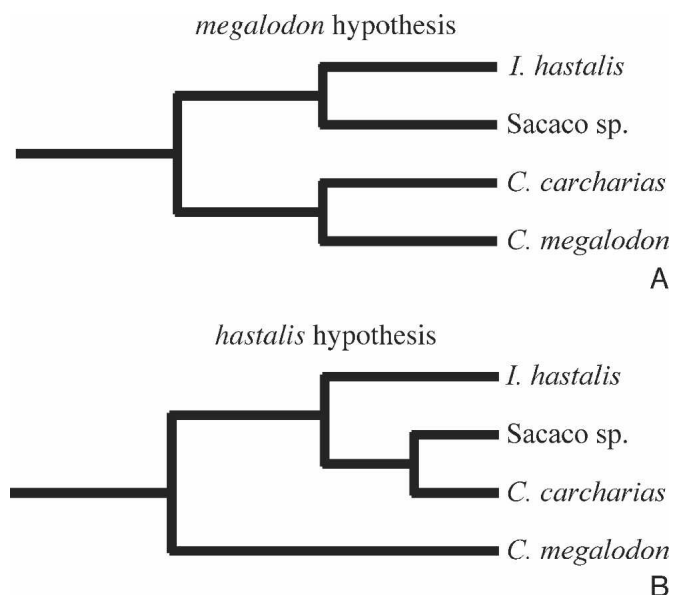 megalodon hypothesis
I. hastalis
Sacaco sp.
C. carcharias
C. megalodon
A
hastalis hypothesis
I. hastalis
Sacaco sp.
C. carcharias
C. megalodon
B